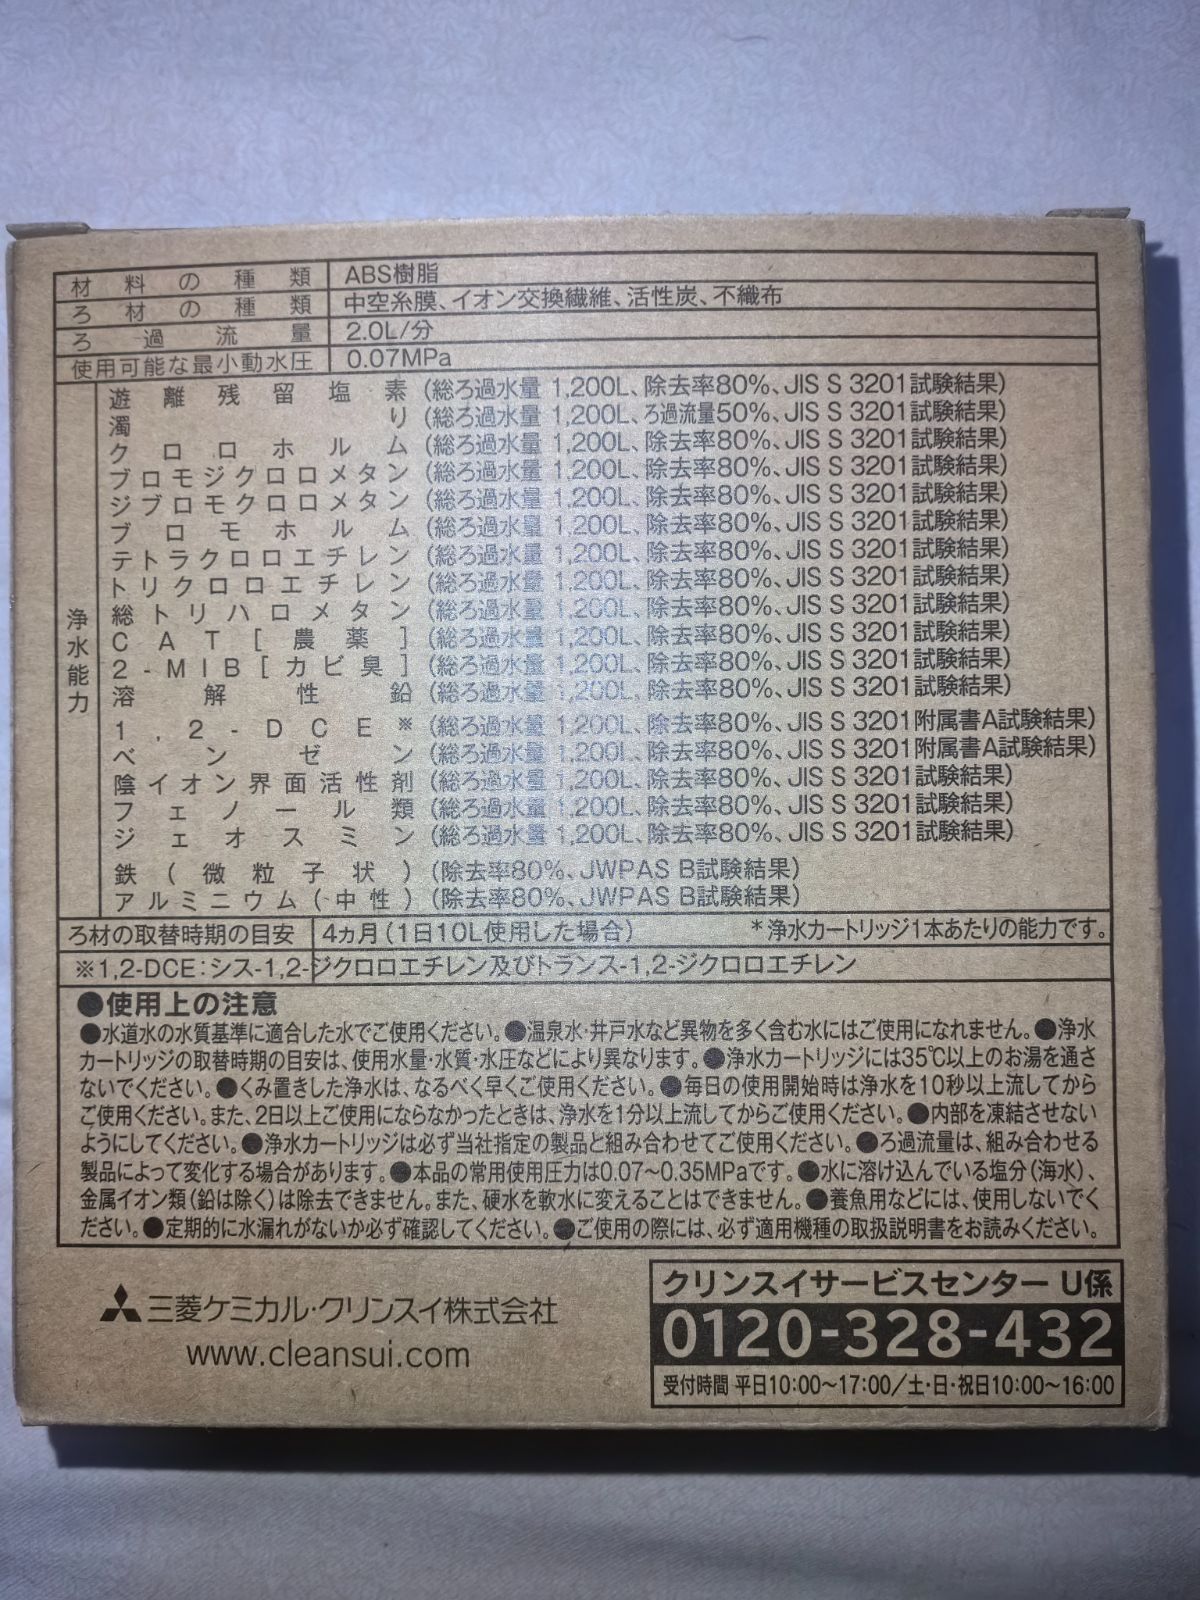 材料の種類 ABS樹脂
ろ材の種類 中空糸膜、イオン交換繊維、活性炭、不織布
ろ過流量 2.0L/分
使用可能な最小動水圧 0.07MPa
浄水能力
遊離残留塩素(総ろ過水量 1,200L、除去率80%、JIS S 3201試験結果)
濁り(総ろ過水量 1,200L、ろ過流量50%、JIS S 3201試験結果)
クロロホルム(総ろ過水量 1,200L、除去率80%、JIS S 3201試験結果)
ブロモジクロロメタン(総ろ過水量 1,200L、除去率80%、JIS S 3201試験結果)
ジブロモクロロメタン(総ろ過水量 1,200L、除去率80%、JIS S 3201試験結果)
ブロモホルム(総ろ過水量 1,200L、除去率80%、JIS S 3201試験結果)
テトラクロロエチレン(総ろ過水量 1,200L、除去率80%、JIS S 3201試験結果)
トリクロロエチレン(総ろ過水量 1,200L、除去率80%、JIS S 3201試験結果)
総トリハロメタン(総ろ過水量 1,200L、除去率80%、JIS S 3201試験結果)
CAT[農薬](総ろ過水量 1,200L、除去率80%、JIS S 3201試験結果)
2-MIB[カビ臭](総ろ過水量 1,200L、除去率80%、JIS S 3201試験結果)
溶解性鉛(総ろ過水量 1,200L、除去率80%、JIS S 3201試験結果)
1,2-DCE※(総ろ過水量 1,200L、除去率80%、JIS S 3201附属書A試験結果)
ベンゼン(総ろ過水量 1,200L、除去率80%、JIS S 3201附属書A試験結果)
陰イオン界面活性剤(総ろ過水量 1,200L、除去率80%、JIS S 3201試験結果)
フェノール類(総ろ過水量 1,200L、除去率80%、JIS S 3201試験結果)
ジェオスミン(総ろ過水量 1,200L、除去率80%、JIS S 3201試験結果)
鉄(微粒子状)(除去率80%、JWPAS B試験結果)
アルミニウム(中性)(除去率80%、JWPAS B試験結果)
ろ材の取替時期の目安 4ヵ月(1日10L使用した場合) *浄水カートリッジ1本あたりの能力です。
※1,2-DCE:シス-1,2-ジクロロエチレン及びトランス-1,2-ジクロロエチレン
●使用上の注意
●水道水の水質基準に適合した水でご使用ください。●温泉水・井戸水など異物を多く含む水にはご使用になれません。●浄水
カートリッジの取替時期の目安は、使用水量・水質・水圧などにより異なります。●浄水カートリッジには35℃以上のお湯を通さ
ないでください。●くみ置きした浄水は、なるべく早くご使用ください。●毎日の使用開始時は浄水を10秒以上流してから
ご使用ください。また、2日以上ご使用にならなかったときは、浄水を1分以上流してからご使用ください。●内部を凍結させない
ようにしてください。●浄水カートリッジは必ず当社指定の製品と組み合わせてご使用ください。●ろ過流量は、組み合わせる
製品によって変化する場合があります。●本品の常用使用圧力は0.07~0.35MPaです。●水に溶け込んでいる塩分(海水)、
金属イオン類(鉛は除く)は除去できません。また、硬水を軟水に変えることはできません。●養魚用などには、使用しないでく
ださい。●定期的に水漏れがないか必ず確認してください。●ご使用の際には、必ず適用機種の取扱説明書をお読みください。
三菱ケミカル・クリンスイ株式会社
www.cleansui.com
クリンスイサービスセンター U係
0120-328-432
受付時間 平日10:00~17:00/土・日・祝日10:00~16:00